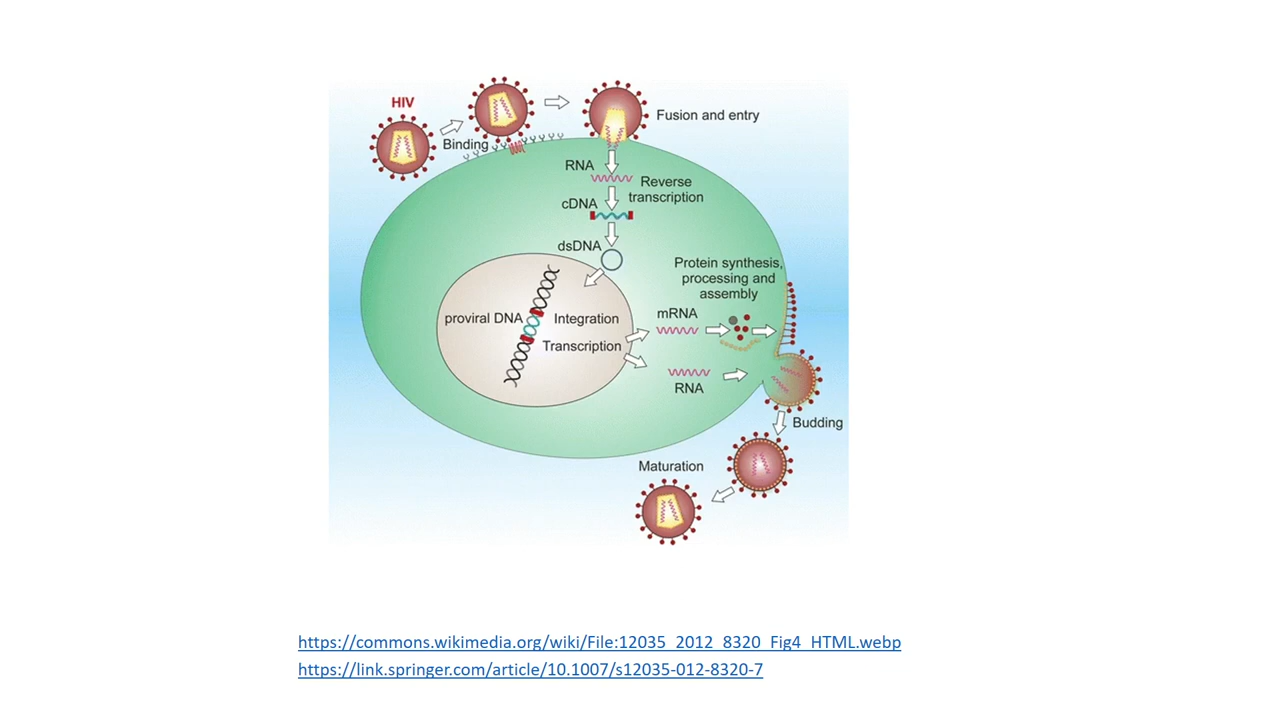 HIV
Binding
Fusion and entry
RNA
Reverse
transcription
cDNA
dsDNA
Protein synthesis,
processing and
assembly
proviral DNA
Integration
Transcription
mRNA
RNA
Budding
Maturation
https://commons.wikimedia.org/wiki/File:12035_2012_8320_Fig4_HTML.webp
https://link.springer.com/article/10.1007/s12035-012-8320-7